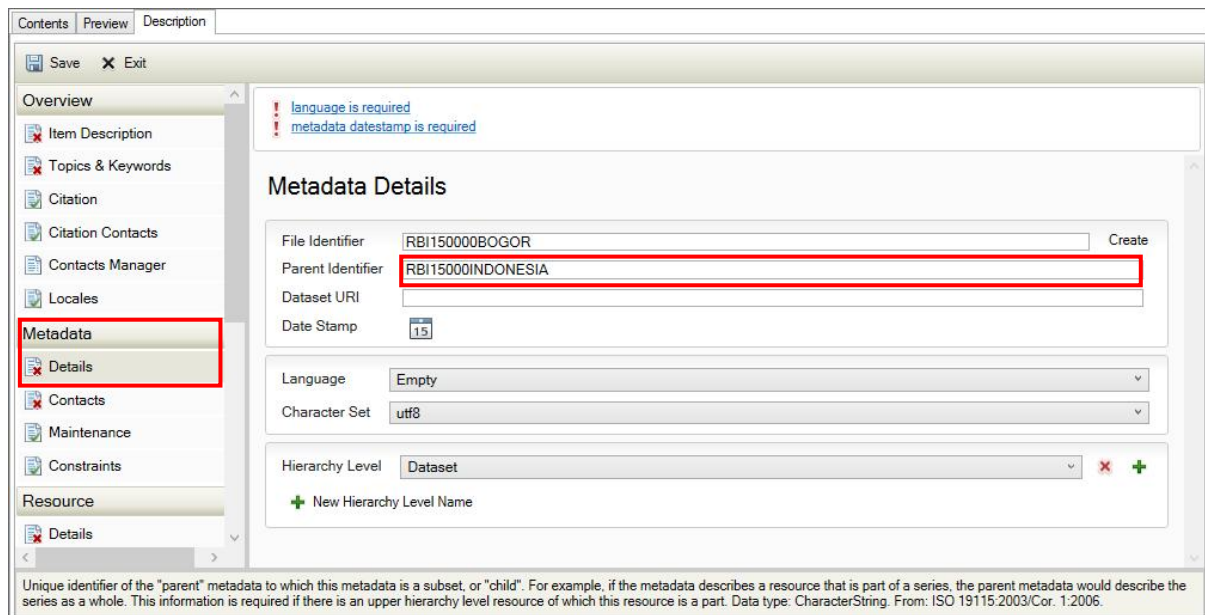 Contents Preview Description
Save Exit
Overview
Item Description
Topics & Keywords
Citation
Citation Contacts
Contacts Manager
Locales
Metadata
Details
Contacts
Maintenance
Constraints
Resource
Details
language is required
metadata datestamp is required
Metadata Details
File Identifier RBI150000BOGOR Create
Parent Identifier RBI15000INDONESIA
Dataset URI
Date Stamp 15
Language Empty
Character Set utf8
Hierarchy Level Dataset
New Hierarchy Level Name
Unique identifier of the "parent" metadata to which this metadata is a subset, or "child". For example, if the metadata describes a resource that is part of a series, the parent metadata would describe the
series as a whole. This information is required if there is an upper hierarchy level resource of which this resource is a part. Data type: CharacterString. From: ISO 19115:2003/Cor. 1:2006.